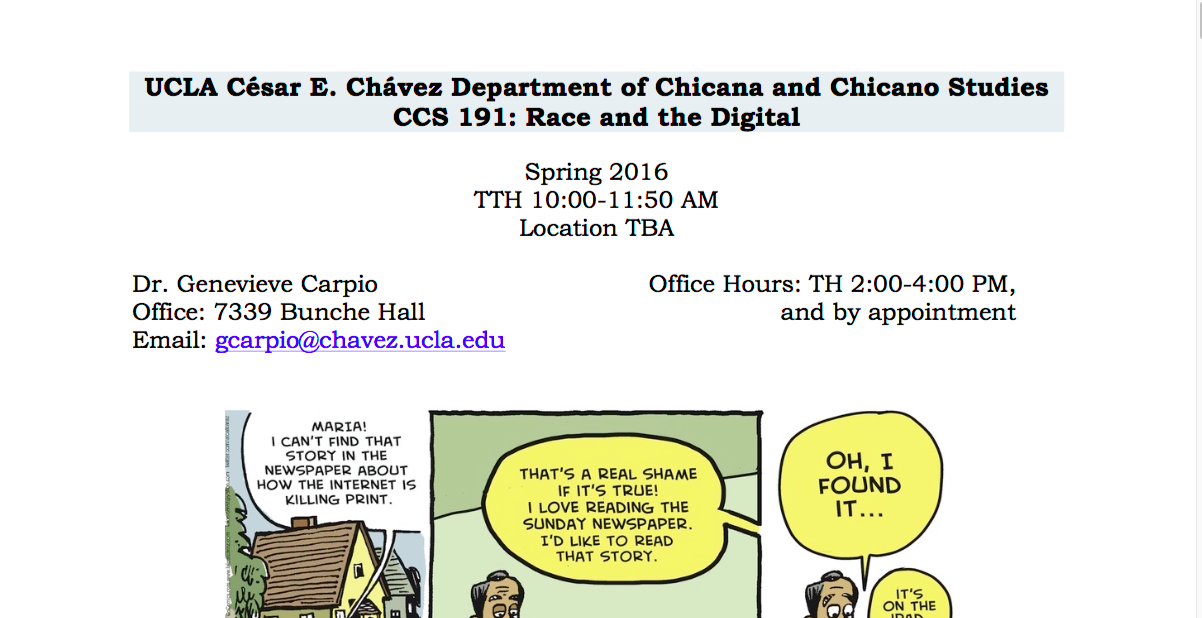 UCLA César E. Chávez Department of Chicana and Chicano Studies
CCS 191: Race and the Digital
Spring 2016
TTH 10:00-11:50 AM
Location TBA
Dr. Genevieve Carpio
Office: 7339 Bunche Hall
Email: gcarpio@chavez.ucla.edu
Office Hours: TH 2:00-4:00 PM,
and by appointment
MARIA!
I CAN'T FIND THAT
STORY IN THE
NEWSPAPER ABOUT
HOW THE INTERNET IS
KILLING PRINT.
THAT'S A REAL SHAME
IF IT'S TRUE!
I LOVE READING THE
SUNDAY NEWSPAPER.
I'D LIKE TO READ
THAT STORY.
OH, I
FOUND
IT...
IT'S
ON THE